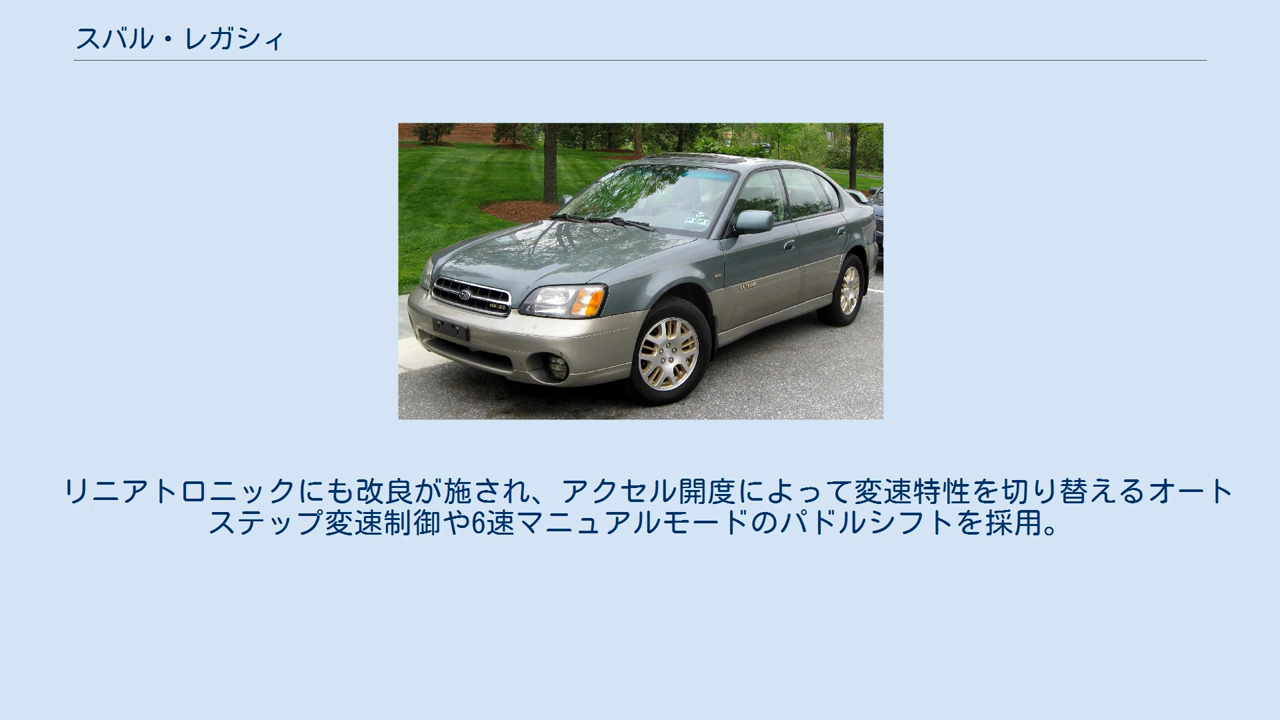 スバル・レガシィ
リニアトロニックにも改良が施され、アクセル開度によって変速特性を切り替えるオート
ステップ変速制御や6速マニュアルモードのパドルシフトを採用。